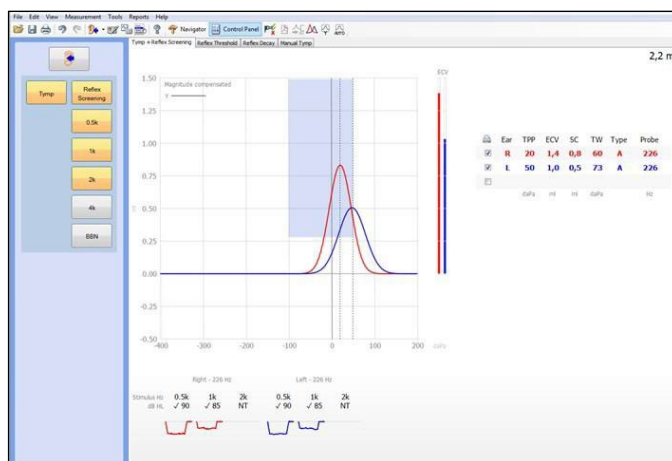 File Edit View Measurement Tools Reports Help
Navigator Control Panel
Tymp + Reflex Screening Reflex Threshold Reflex Decay Manual Tymp
2,2 m
Tymp Reflex Screening
0.5k
1k
2k
4k
BBN
1.50
Magnitude compensated
Y
1.25
1.00
0.75
0.50
0.25
0.00
-0.25
-0.50
-400 -300 -200 -100 0 100 200
daPa
ECV
Ear TPP ECV SC TW Type Probe
R 20 1,4 0,8 60 A 226
L 50 1,0 0,5 73 A 226
daPa ml ml daPa Hz
Right - 226 Hz Left - 226 Hz
Stimulus Hz 0.5k 1k 2k 0.5k 1k 2k
dB HL ✓ 90 ✓ 85 NT ✓ 90 ✓ 85 NT